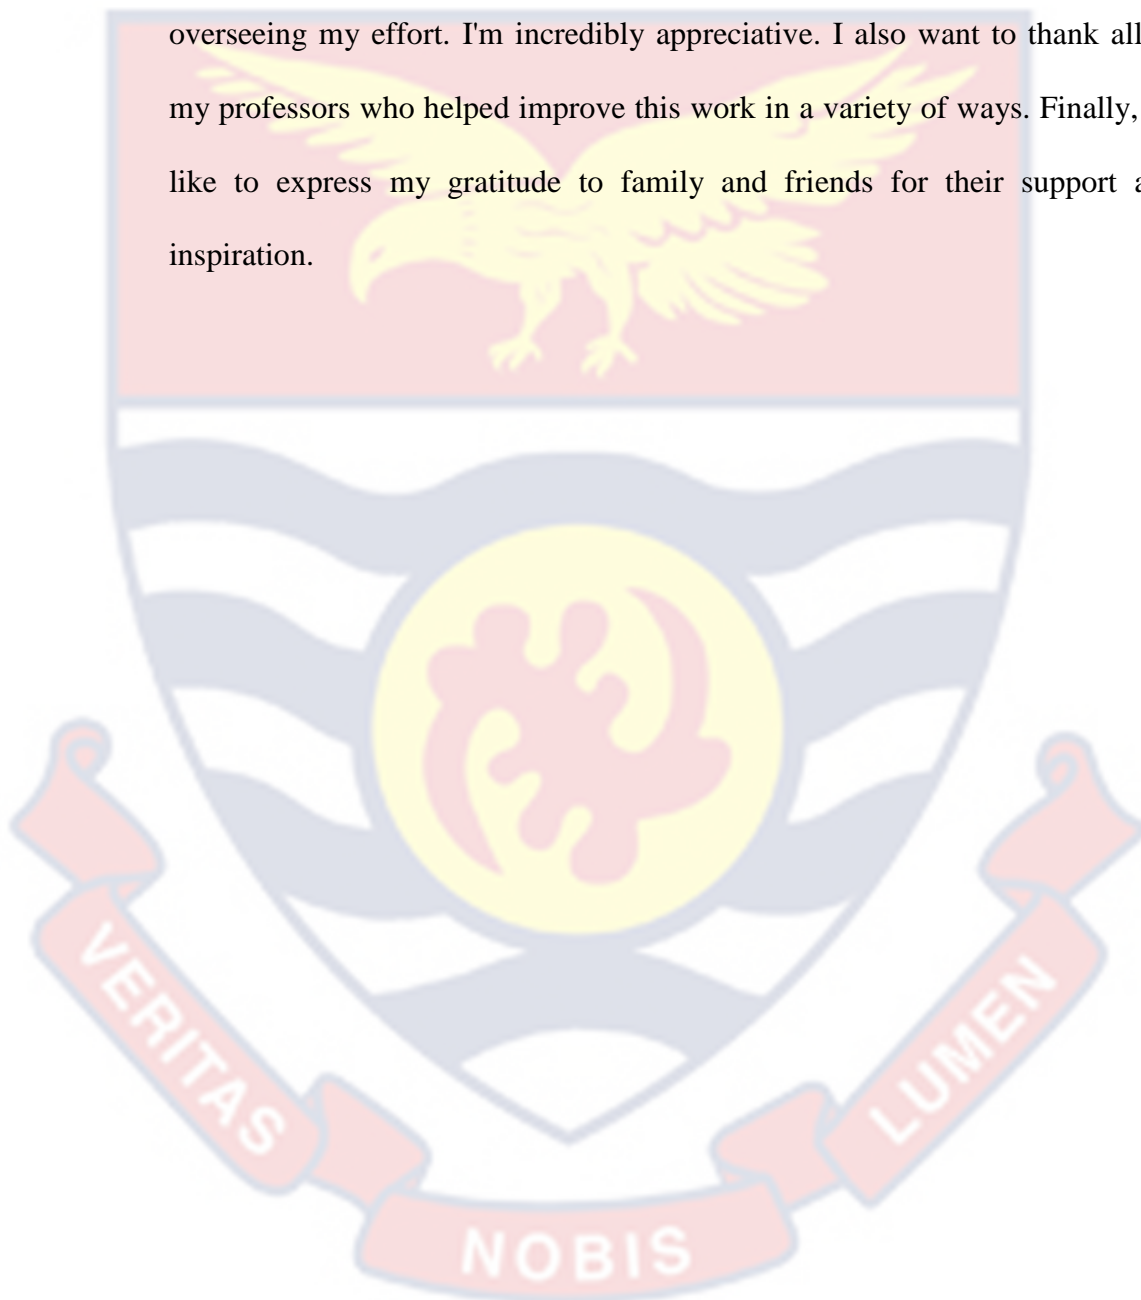 overseeing my effort. I'm incredibly appreciative. I also want to thank all
my professors who helped improve this work in a variety of ways. Finally,
like to express my gratitude to family and friends for their support a
inspiration.
VERITAS
NOBIS
LUMEN